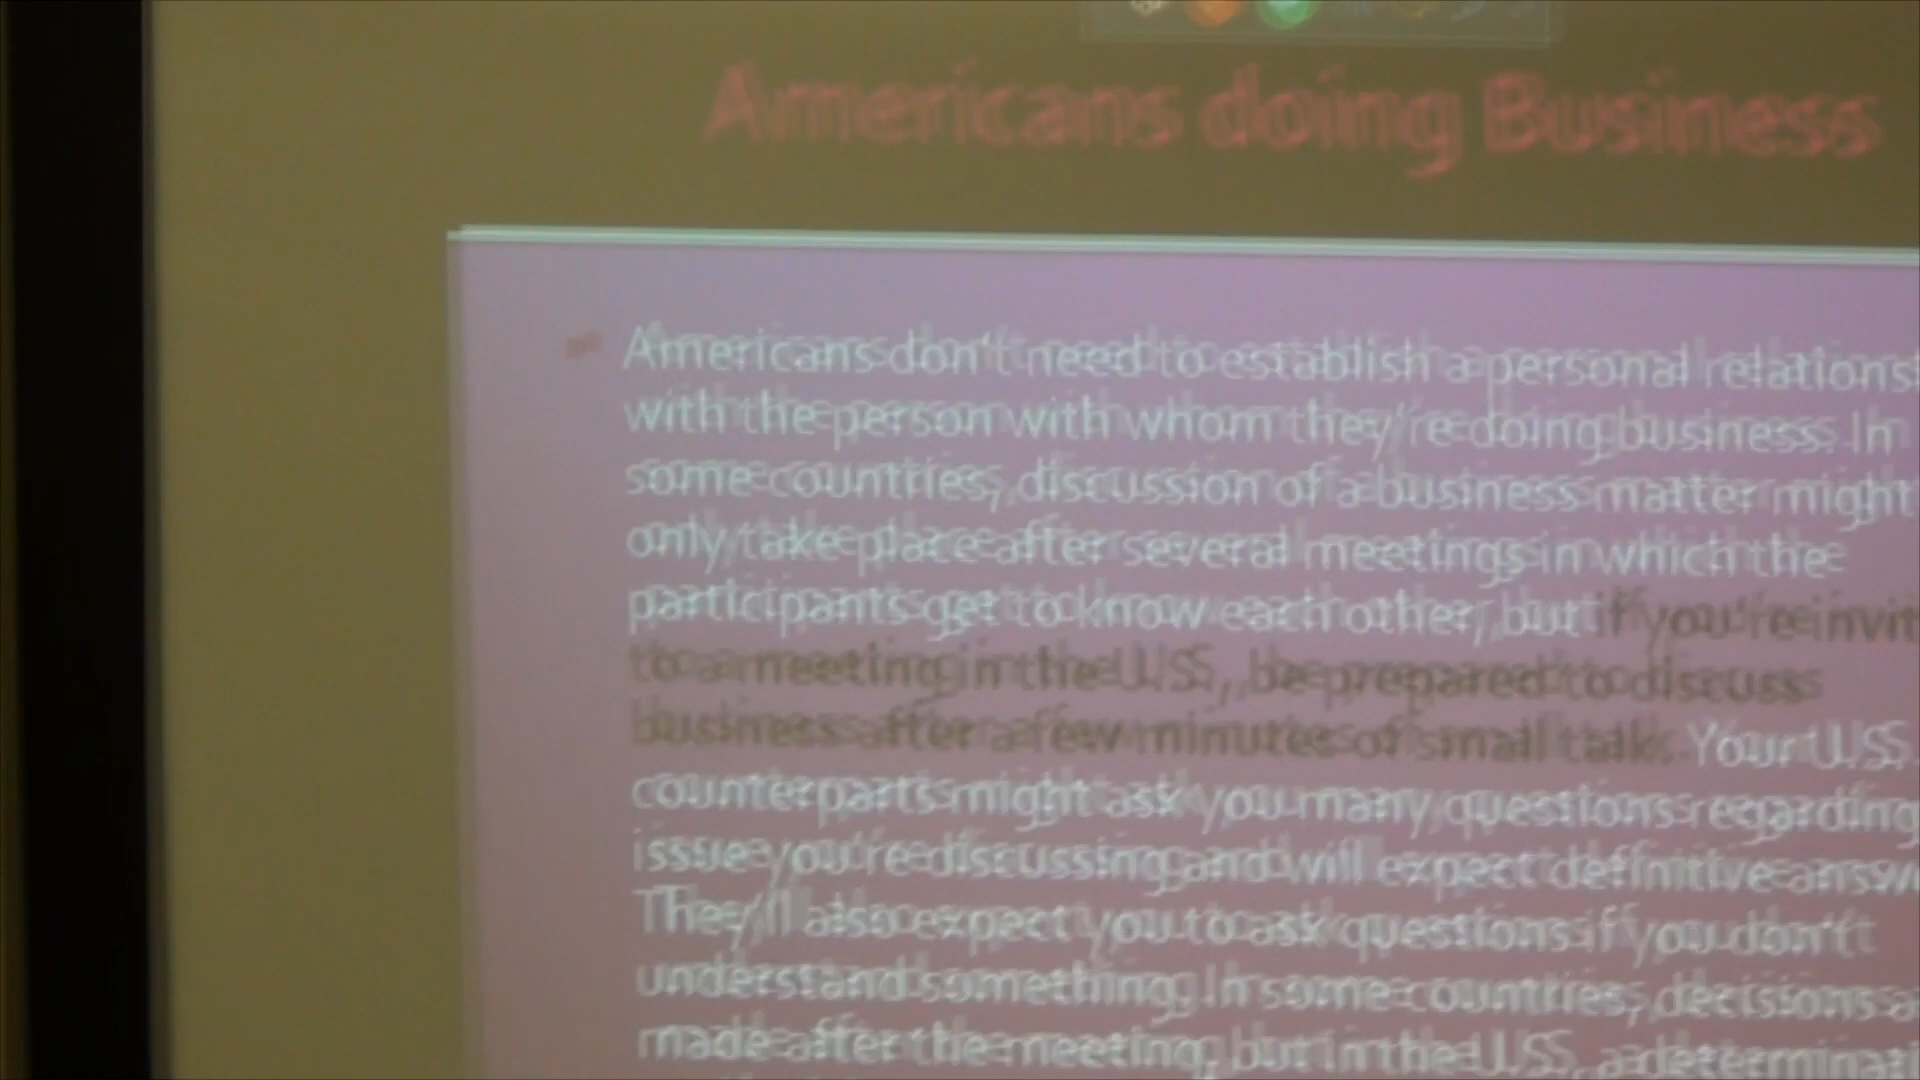 Americans doing Business
Americans don't need to establish a personal relations
with the person with whom they're doing business. In
some countries, discussion of a business matter might
only take place after several meetings in which the
participants get to know each other, but if you're invit
to a meeting in the U.S., be prepared to discuss
business after a few minutes of small talk. Your U.S.
counterparts might ask you many questions regarding
issue you're discussing and will expect definitive answ
They'll also expect you to ask questions if you don't
understand something. In some countries, decisions a
made after the meeting, but in the U.S., a determinati